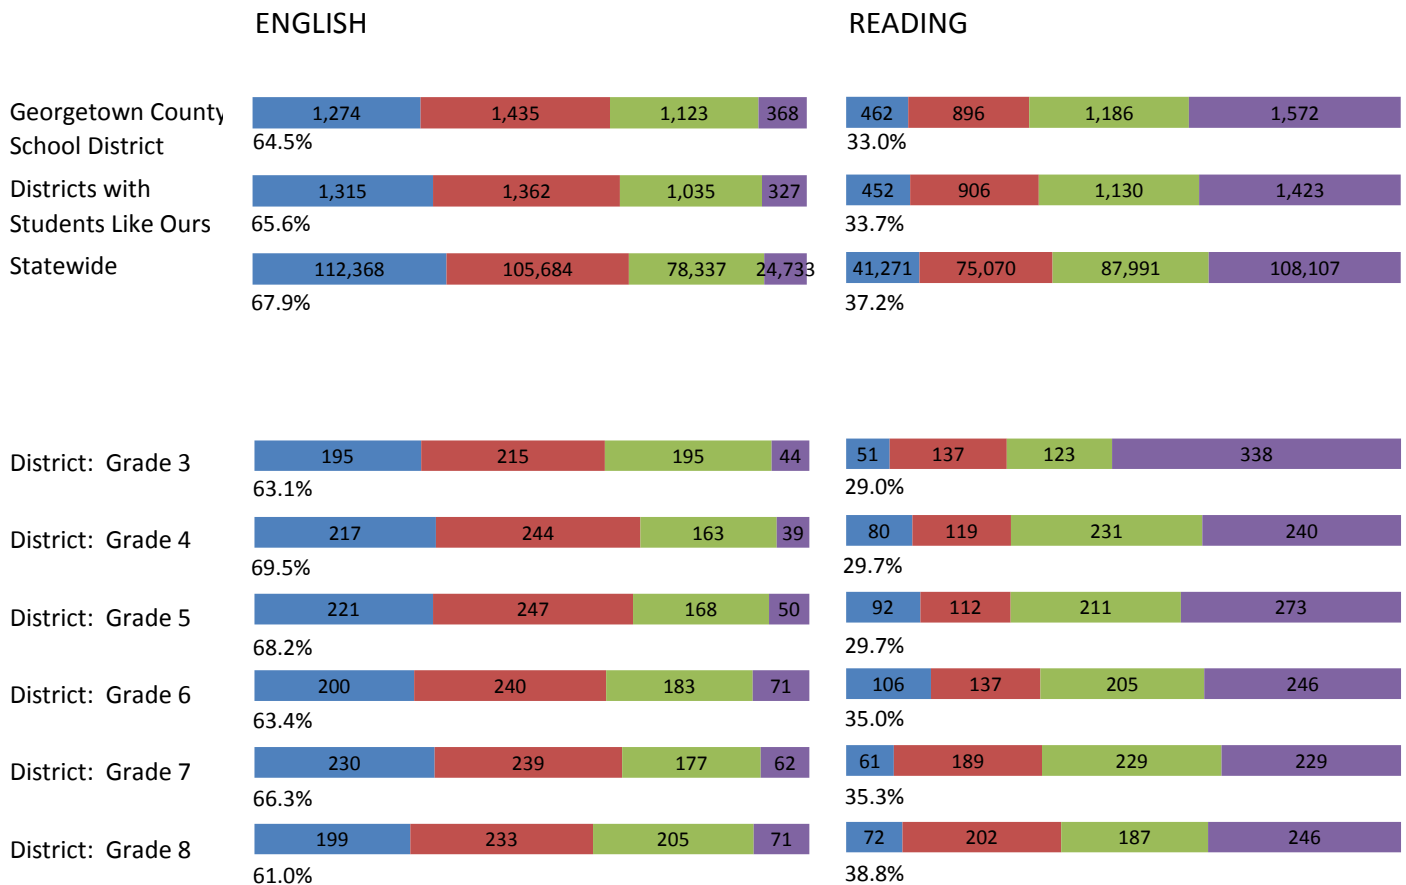 ENGLISH READING
Georgetown County 1,274 1,435 1,123 368 462 896 1,186 1,572
School District 64.5% 33.0%
Districts with 1,315 1,362 1,035 327 452 906 1,130 1,423
Students Like Ours 65.6% 33.7%
Statewide 112,368 105,684 78,337 24,733 41,271 75,070 87,991 108,107
67.9% 37.2%
District: Grade 3 195 215 195 44 51 137 123 338
63.1% 29.0%
District: Grade 4 217 244 163 39 80 119 231 240
69.5% 29.7%
District: Grade 5 221 247 168 50 92 112 211 273
68.2% 29.7%
District: Grade 6 200 240 183 71 106 137 205 246
63.4% 35.0%
District: Grade 7 230 239 177 62 61 189 229 229
66.3% 35.3%
District: Grade 8 199 233 205 71 72 202 187 246
61.0% 38.8%